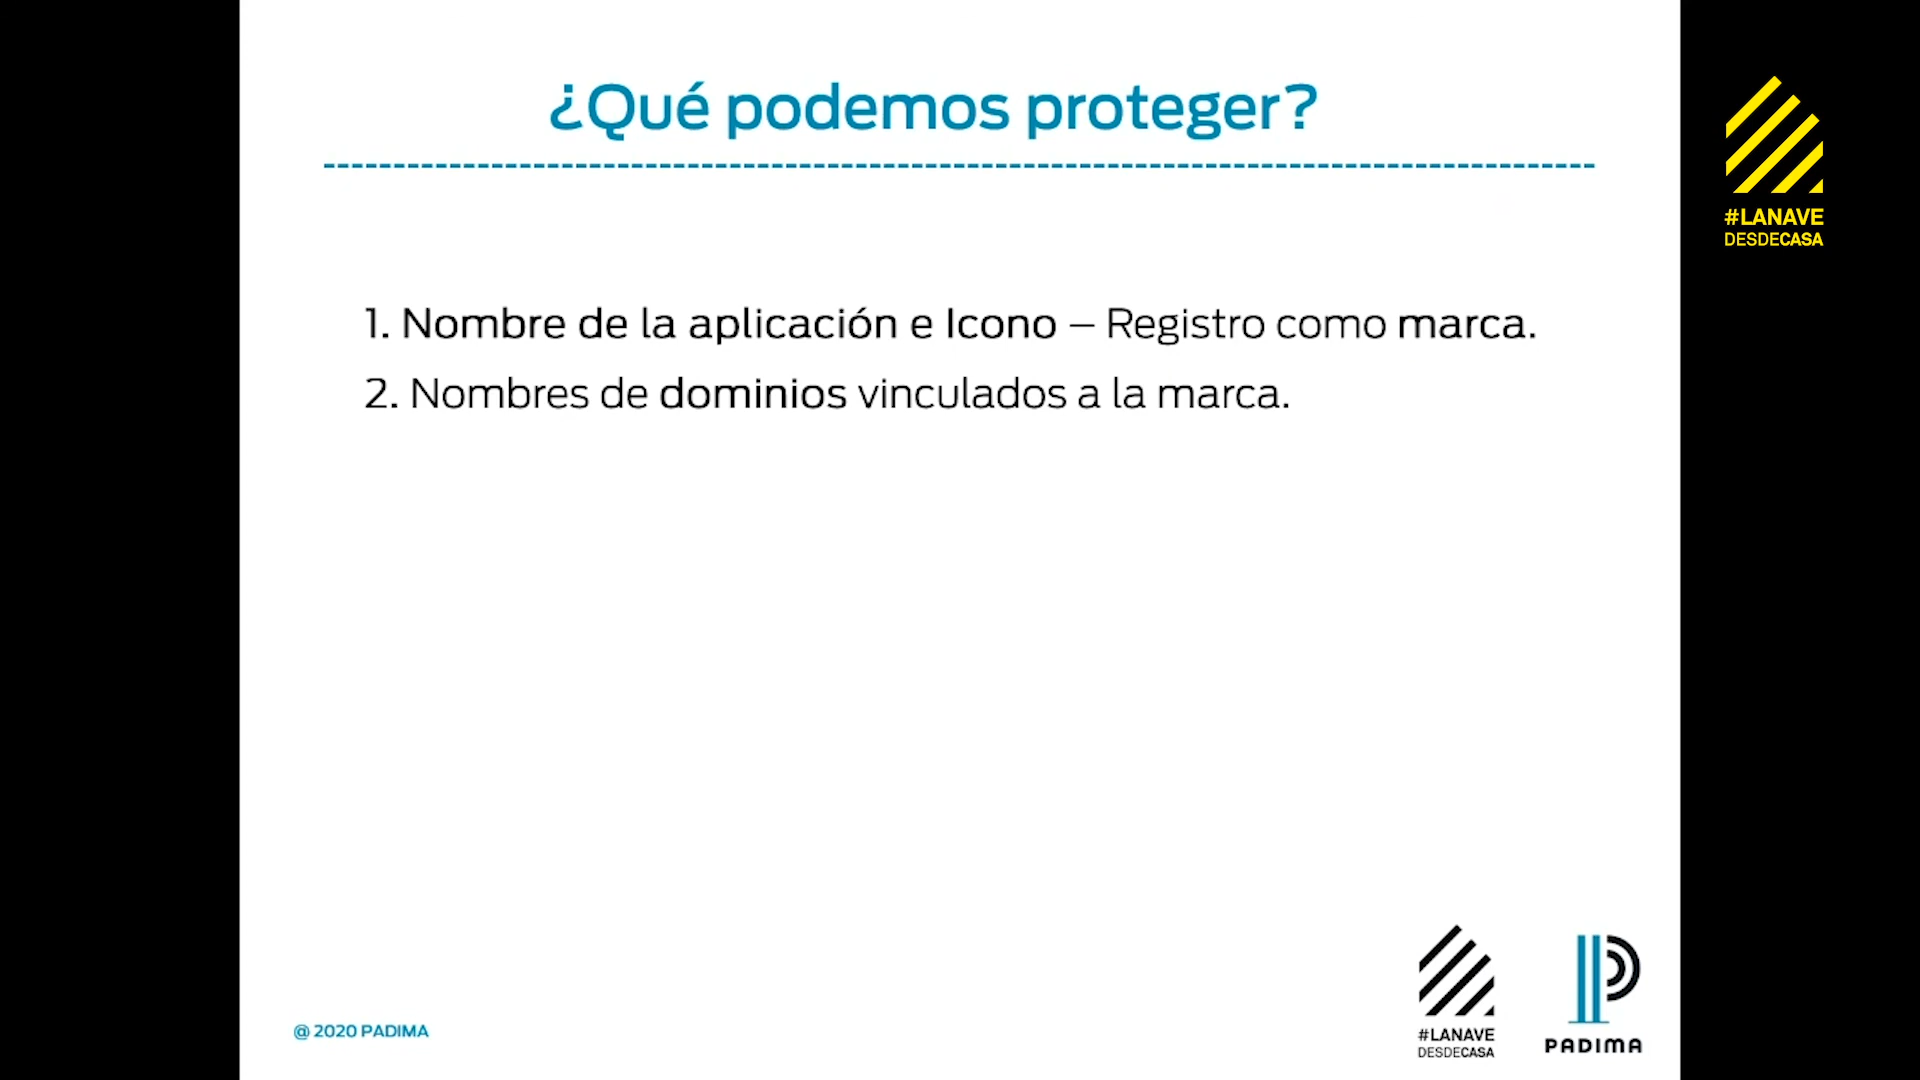 ¿Qué podemos proteger?
#LANAVE
DESDECASA
1. Nombre de la aplicación e Icono – Registro como marca.
2. Nombres de dominios vinculados a la marca.
@ 2020 PADIMA
#LANAVE
DESDECASA
PADIMA